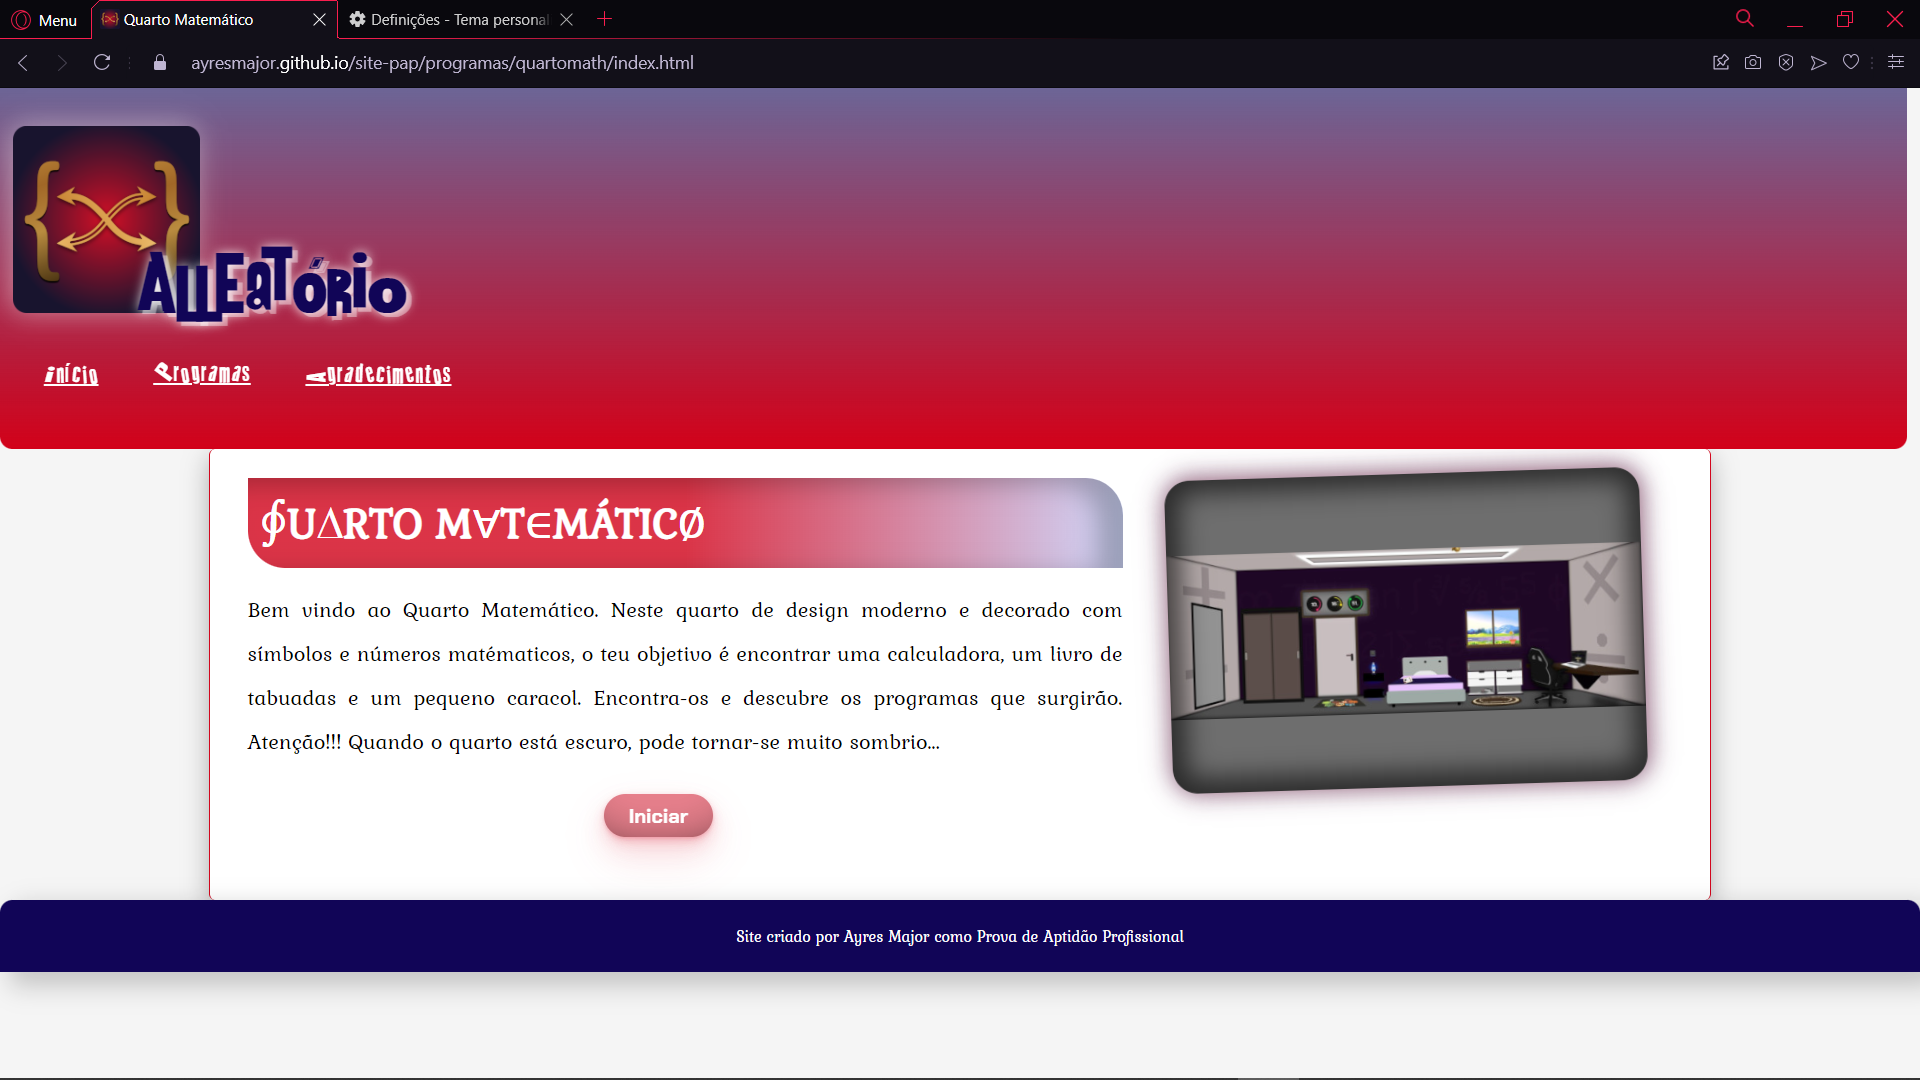 Menu
Quarto Matemático
Definições - Tema personal
ayresmajor.github.io/site-pap/programas/quartomath/index.html
AllEatÓRio
Início Programas Agradecimentos
∮U∆RTO M∀T∈MÁTICØ
Bem vindo ao Quarto Matemático. Neste quarto de design moderno e decorado com
símbolos e números matématicos, o teu objetivo é encontrar uma calculadora, um livro de
tabuadas e um pequeno caracol. Encontra-os e descubre os programas que surgirão.
Atenção!!! Quando o quarto está escuro, pode tornar-se muito sombrio...
Iniciar
Site criado por Ayres Major como Prova de Aptidão Profissional